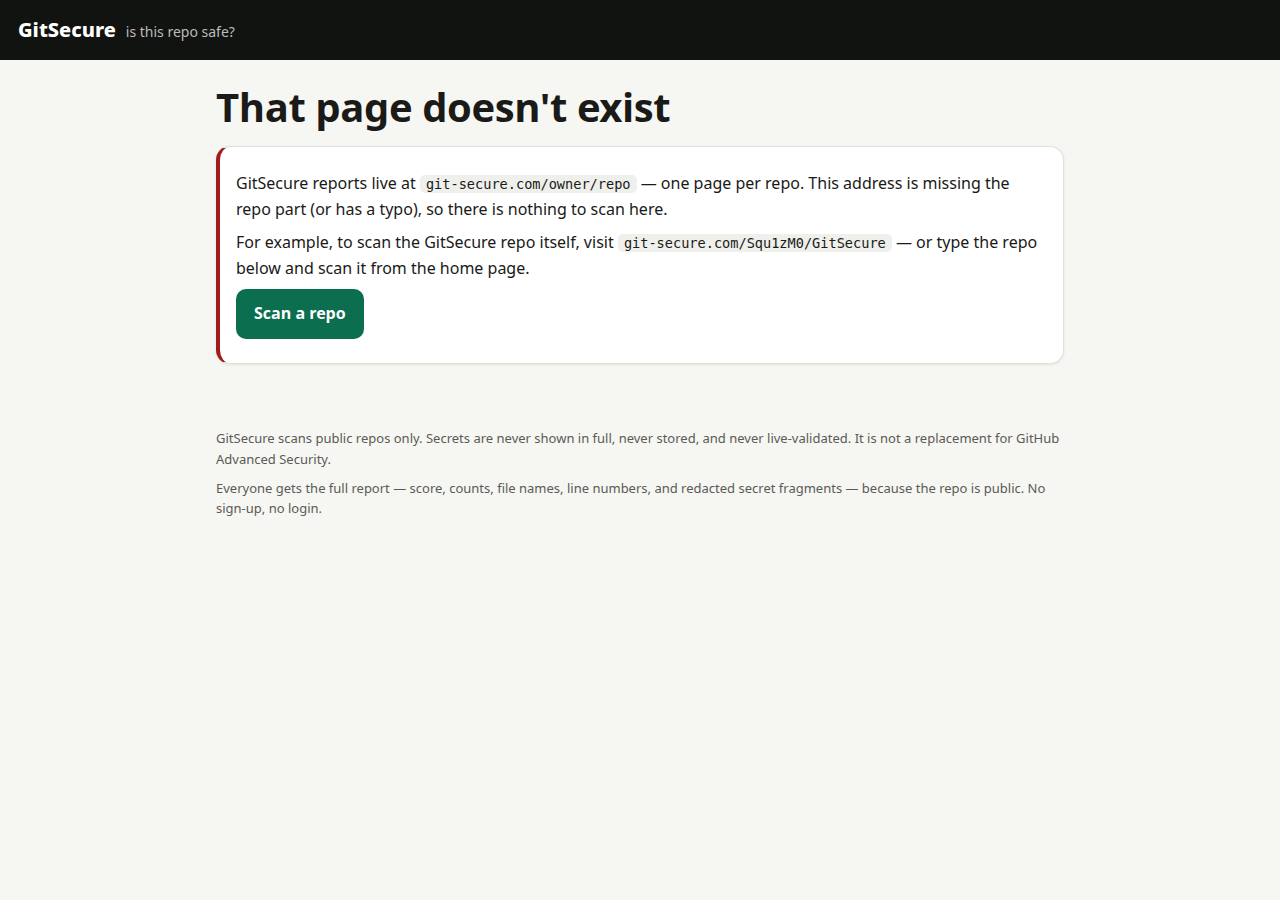 GitSecure is this repo safe?
That page doesn't exist
GitSecure reports live at git-secure.com/owner/repo — one page per repo. This address is missing the
repo part (or has a typo), so there is nothing to scan here.
For example, to scan the GitSecure repo itself, visit git-secure.com/Squ1zM0/GitSecure — or type the repo
below and scan it from the home page.
Scan a repo
GitSecure scans public repos only. Secrets are never shown in full, never stored, and never live-validated. It is not a replacement for GitHub
Advanced Security.
Everyone gets the full report — score, counts, file names, line numbers, and redacted secret fragments — because the repo is public. No
sign-up, no login.